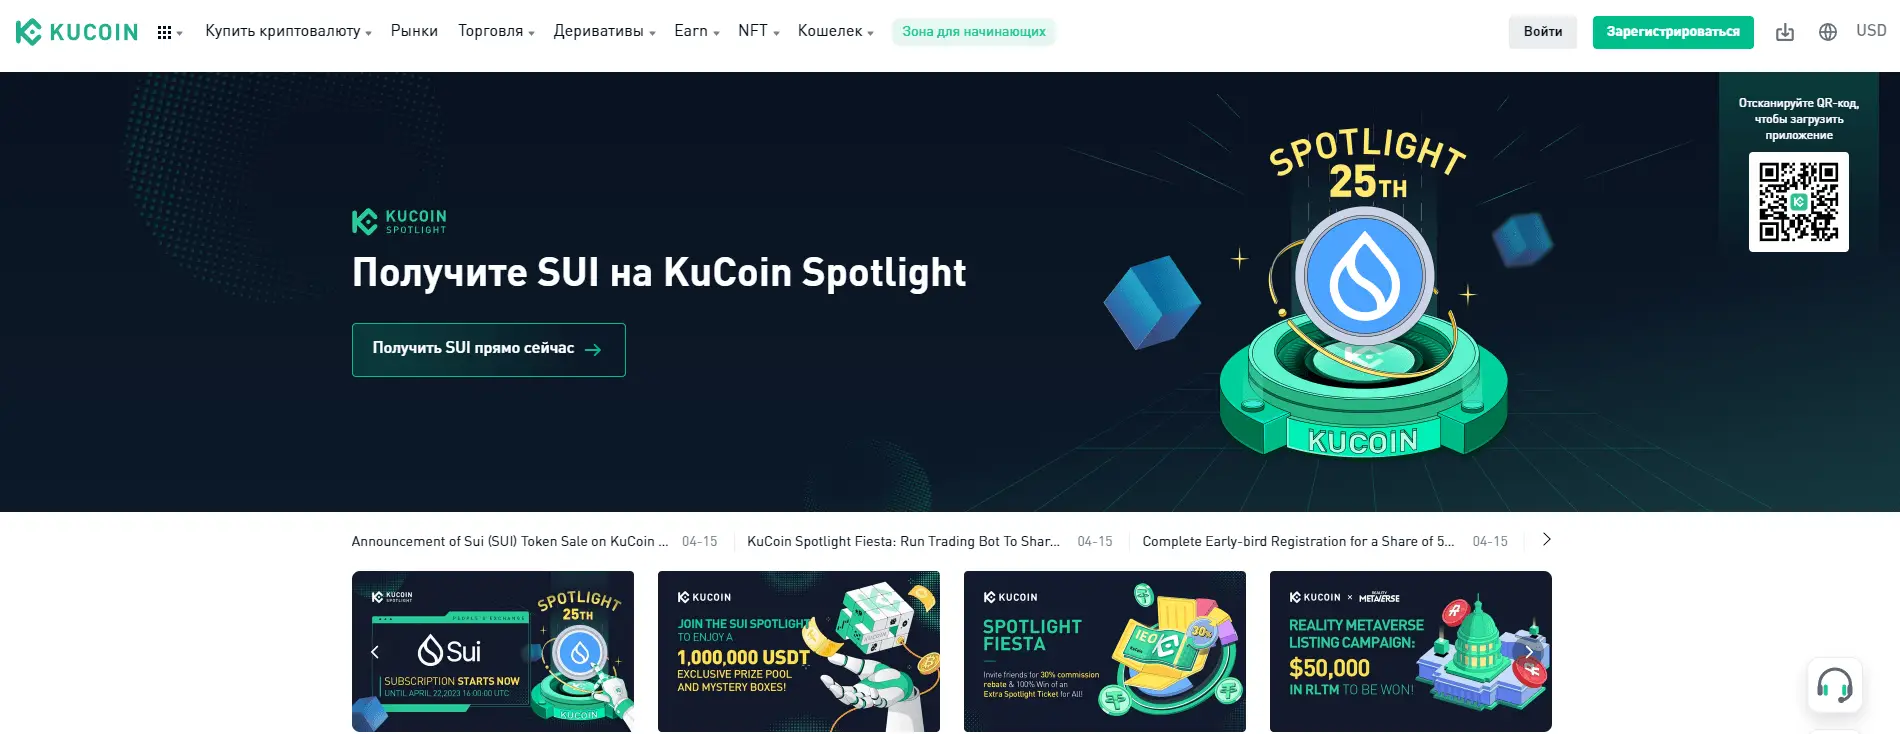 KUCOIN
Купить криптовалюту
Рынки
Торговля
Деривативы
Earn
NFT
Кошелек
Зона для начинающих
Войти
Зарегистрироваться
USD
Отсканируйте QR-код,
чтобы загрузить
приложение
SPOTLIGHT
25TH
KUCOIN
SPOTLIGHT
Получите SUI на KuCoin Spotlight
Получить SUI прямо сейчас
KUCOIN
Announcement of Sui (SUI) Token Sale on KuCoin ... 04-15
KuCoin Spotlight Fiesta: Run Trading Bot To Shar... 04-15
Complete Early-bird Registration for a Share of 5... 04-15
KUCOIN
SPOTLIGHT
SPOTLIGHT
25TH
PEOPLE'S EXCHANGE
Sui
SUBSCRIPTION STARTS NOW
UNTIL APRIL,22,2023 16:00:00 UTC
KUCOIN
KUCOIN
JOIN THE SUI SPOTLIGHT
TO ENJOY A
1,000,000 USDT
EXCLUSIVE PRIZE POOL
AND MYSTERY BOXES!
KUCOIN
SPOTLIGHT
FIESTA
Invite friends for 30% commission
rebate & 100% Win of an
Extra Spotlight Ticket for All!
IEO
30%
KUCOIN × REALITY METAVERSE
REALITY METAVERSE
LISTING CAMPAIGN:
$50,000
IN RLTM TO BE WON!